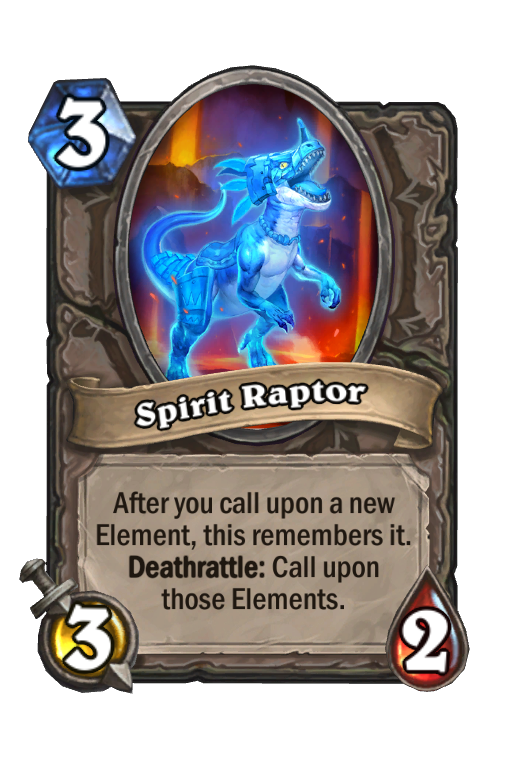 3
Spirit Raptor
After you call upon a new
Element, this remembers it.
Deathrattle: Call upon
those Elements.
3
2